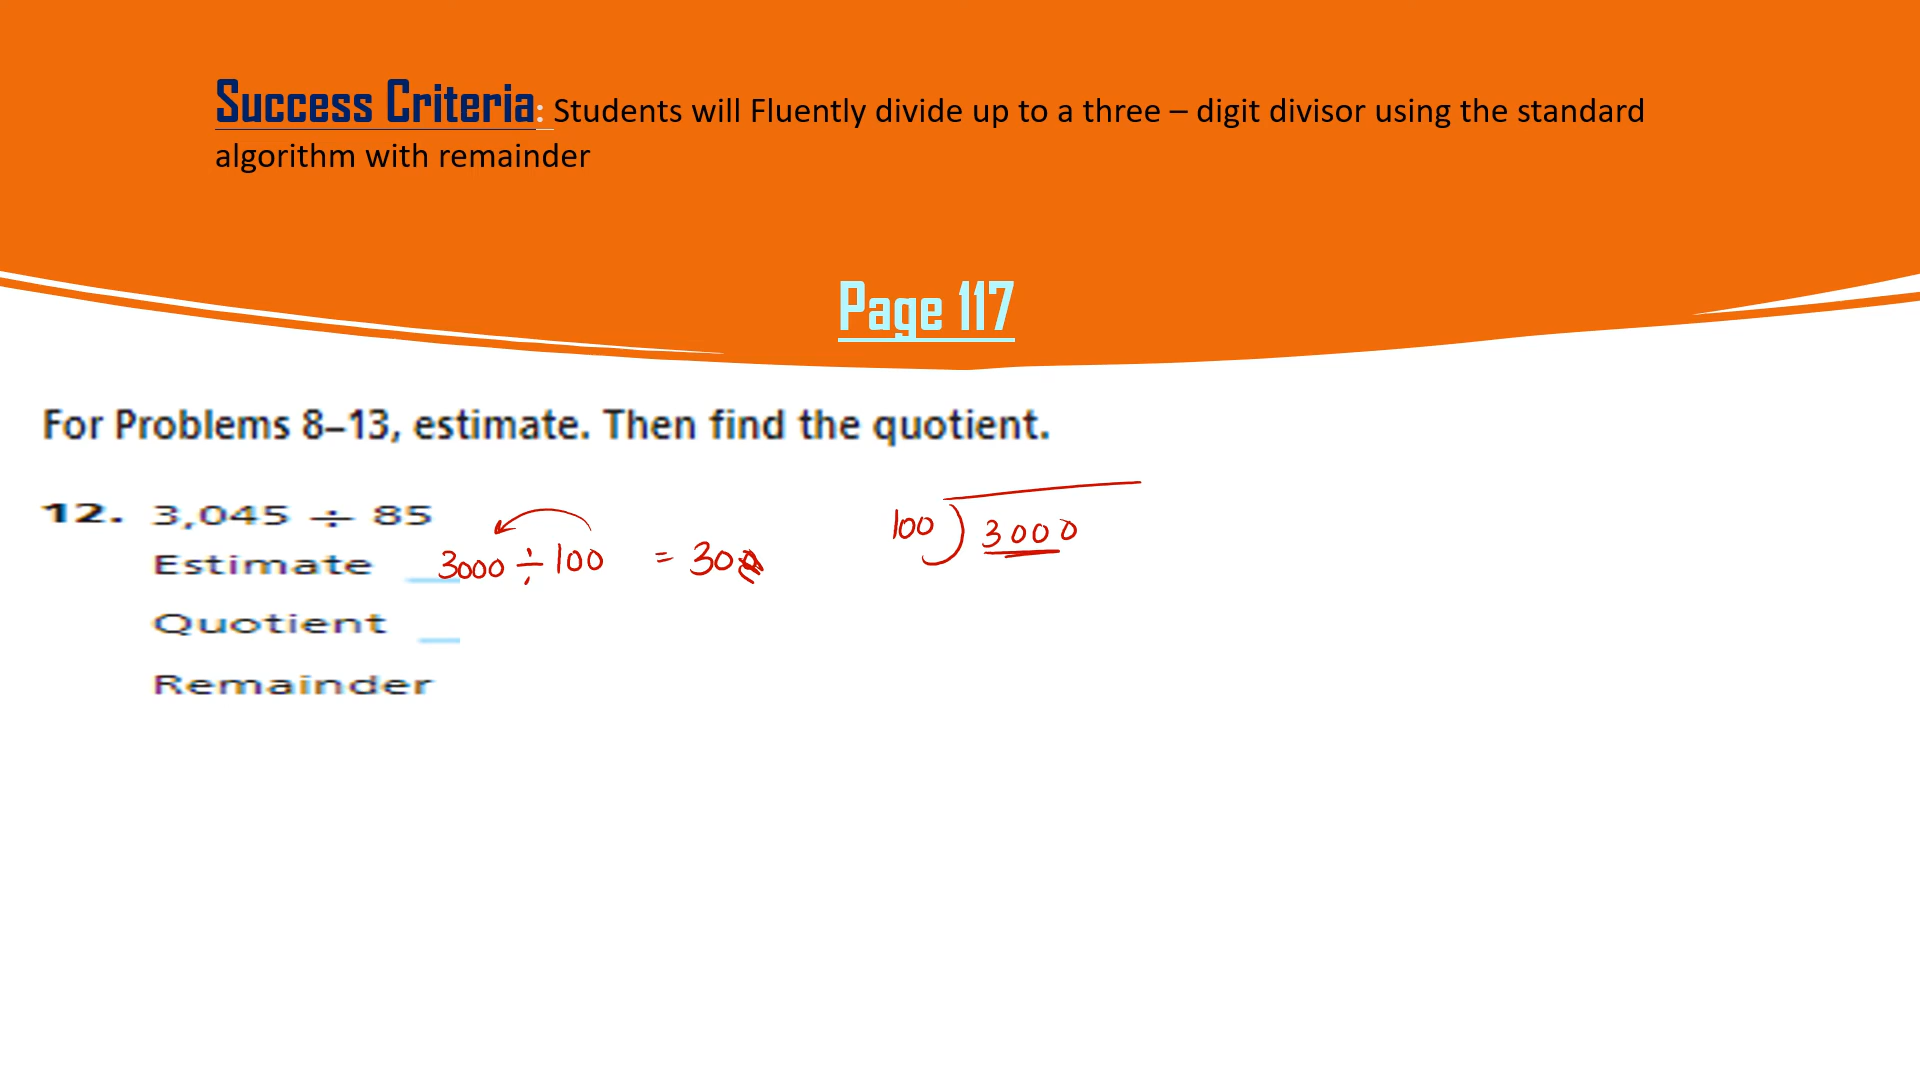 Success Criteria: Students will Fluently divide up to a three – digit divisor using the standard
algorithm with remainder
Page 117
For Problems 8–13, estimate. Then find the quotient.
12. 3,045 ÷ 85
Estimate 3000 ÷ 100 = 30
100 ) 3000
Quotient
Remainder